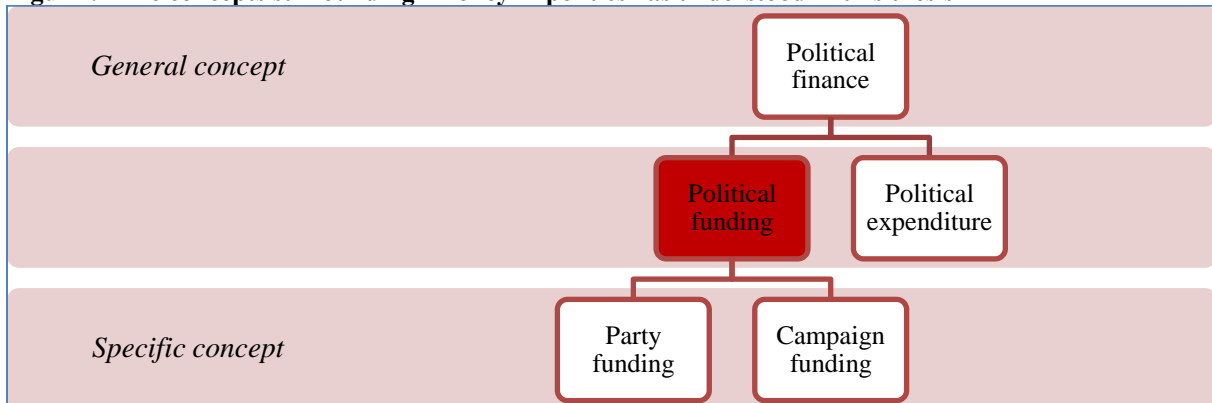 General concept
Political
finance
Political
funding
Political
expenditure
Specific concept
Party
funding
Campaign
funding